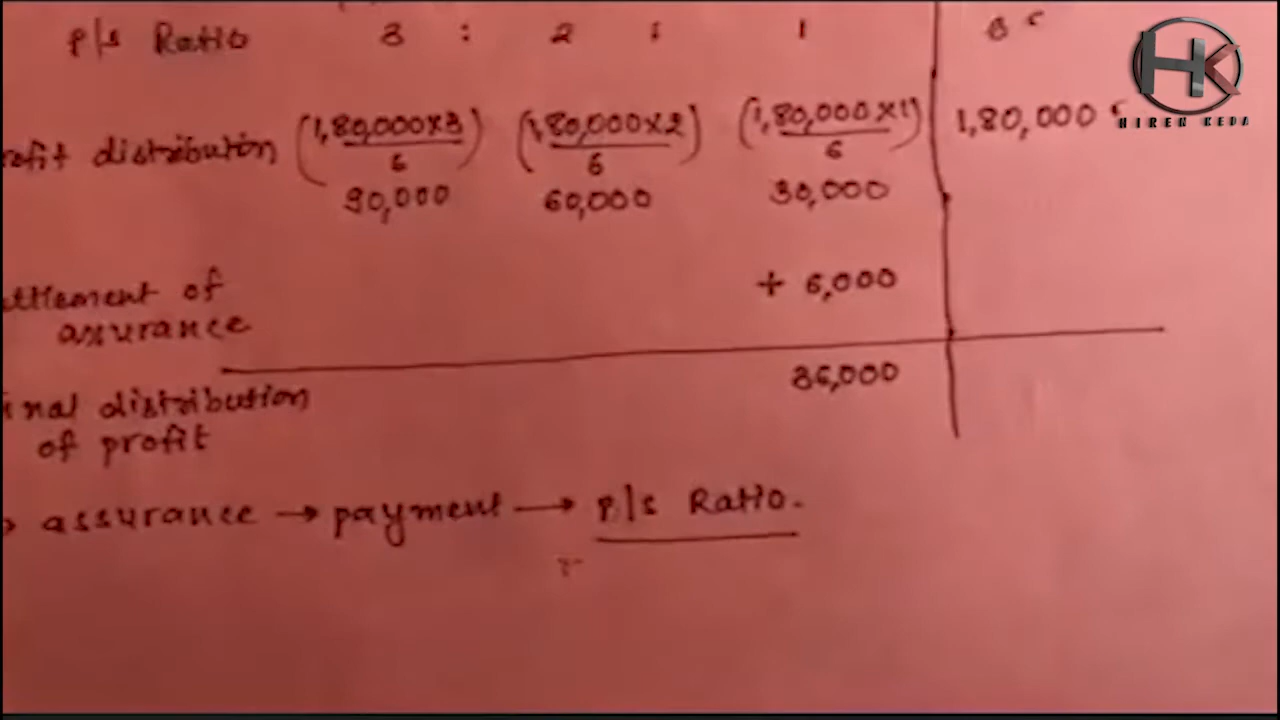 P/s Ratio 3 : 2 : 1 6
HK
HIREN KEDA
rofit distribution (1,80,000×3/6) (1,80,000×2/6) (1,80,000×1/6) 1,80,000
90,000 60,000 30,000
ettlement of + 6,000
assurance
36,000
inal distribution
of profit
assurance → payment → P/s Ratio.